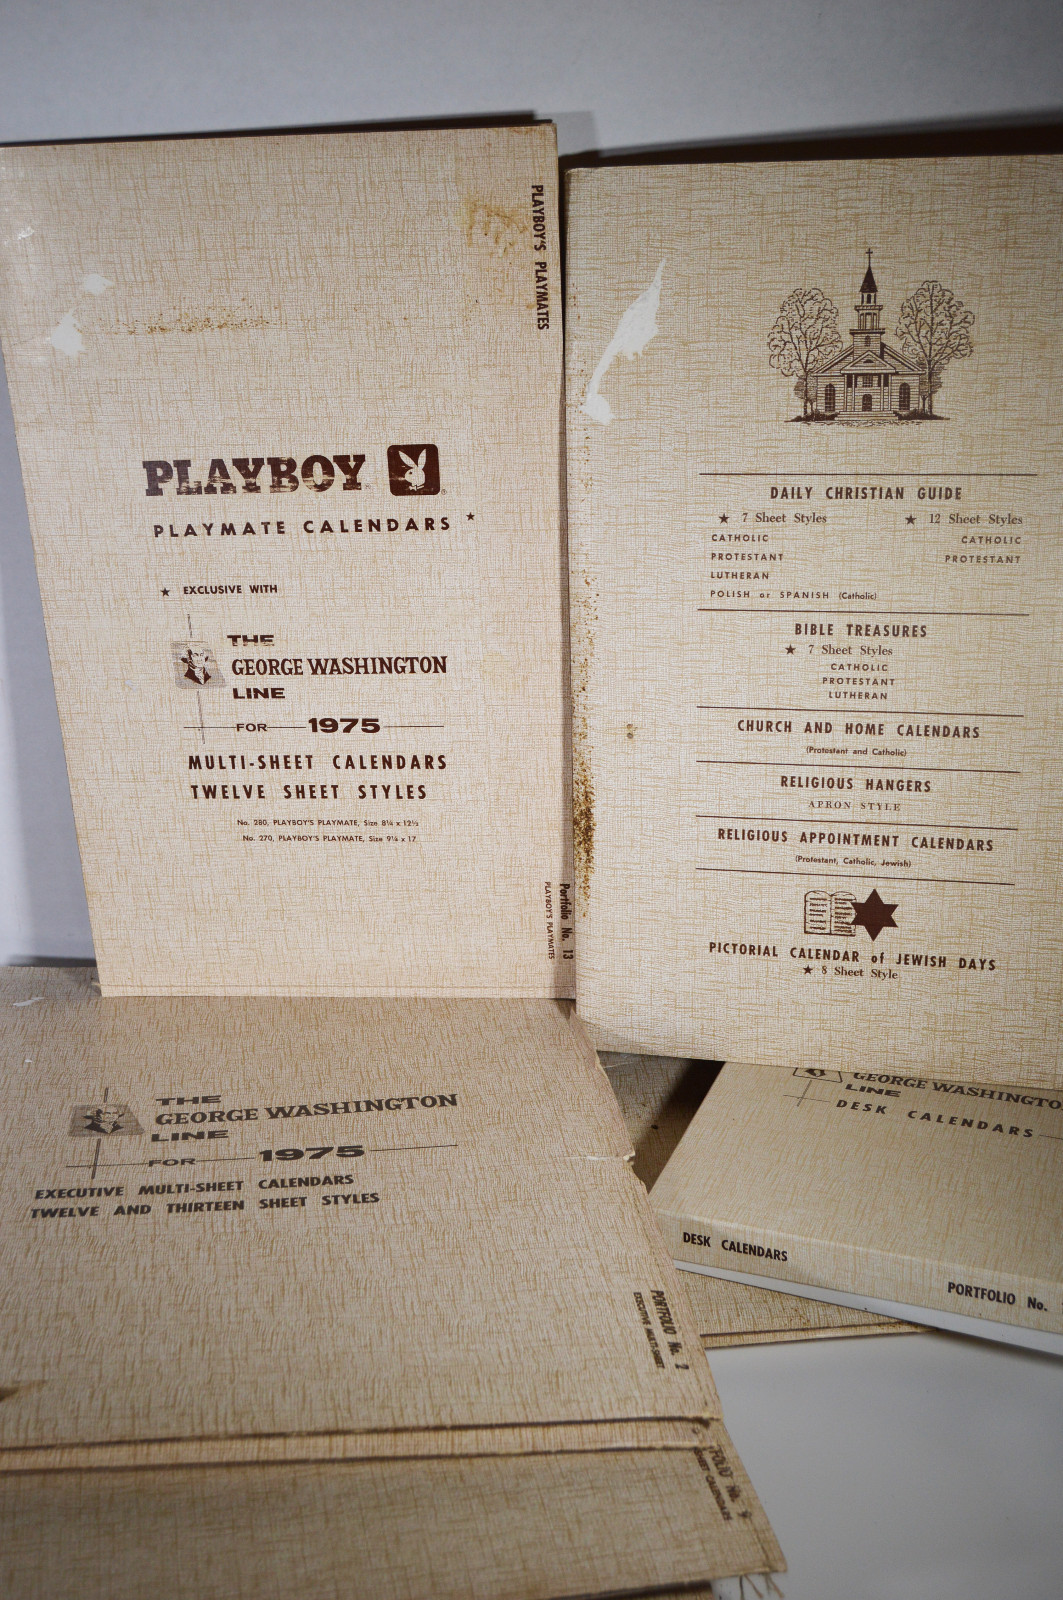 PLAYBOY'S PLAYMATES
PLAYBOY
PLAYMATE CALENDARS ★
★ EXCLUSIVE WITH
THE
GEORGE WASHINGTON
LINE
FOR 1975
MULTI-SHEET CALENDARS
TWELVE SHEET STYLES
No. 280, PLAYBOY'S PLAYMATE, Size 8¼ x 12½
No. 270, PLAYBOY'S PLAYMATE, Size 9¼ x 17
Portfolio No. 13
PLAYBOY'S PLAYMATES
DAILY CHRISTIAN GUIDE
★ 7 Sheet Styles ★ 12 Sheet Styles
CATHOLIC CATHOLIC
PROTESTANT PROTESTANT
LUTHERAN
POLISH or SPANISH (Catholic)
BIBLE TREASURES
★ 7 Sheet Styles
CATHOLIC
PROTESTANT
LUTHERAN
CHURCH AND HOME CALENDARS
(Protestant and Catholic)
RELIGIOUS HANGERS
APRON STYLE
RELIGIOUS APPOINTMENT CALENDARS
(Protestant, Catholic, Jewish)
PICTORIAL CALENDAR of JEWISH DAYS
★ 8 Sheet Style
THE
GEORGE WASHINGTON
LINE
FOR 1975
EXECUTIVE MULTI-SHEET CALENDARS
TWELVE AND THIRTEEN SHEET STYLES
PORTFOLIO No. 2
EXECUTIVE MULTI-SHEET
GEORGE WASHINGTO
LINE
DESK CALENDARS
DESK CALENDARS
PORTFOLIO No.
FOLIO No.
SHEET CALENDARS